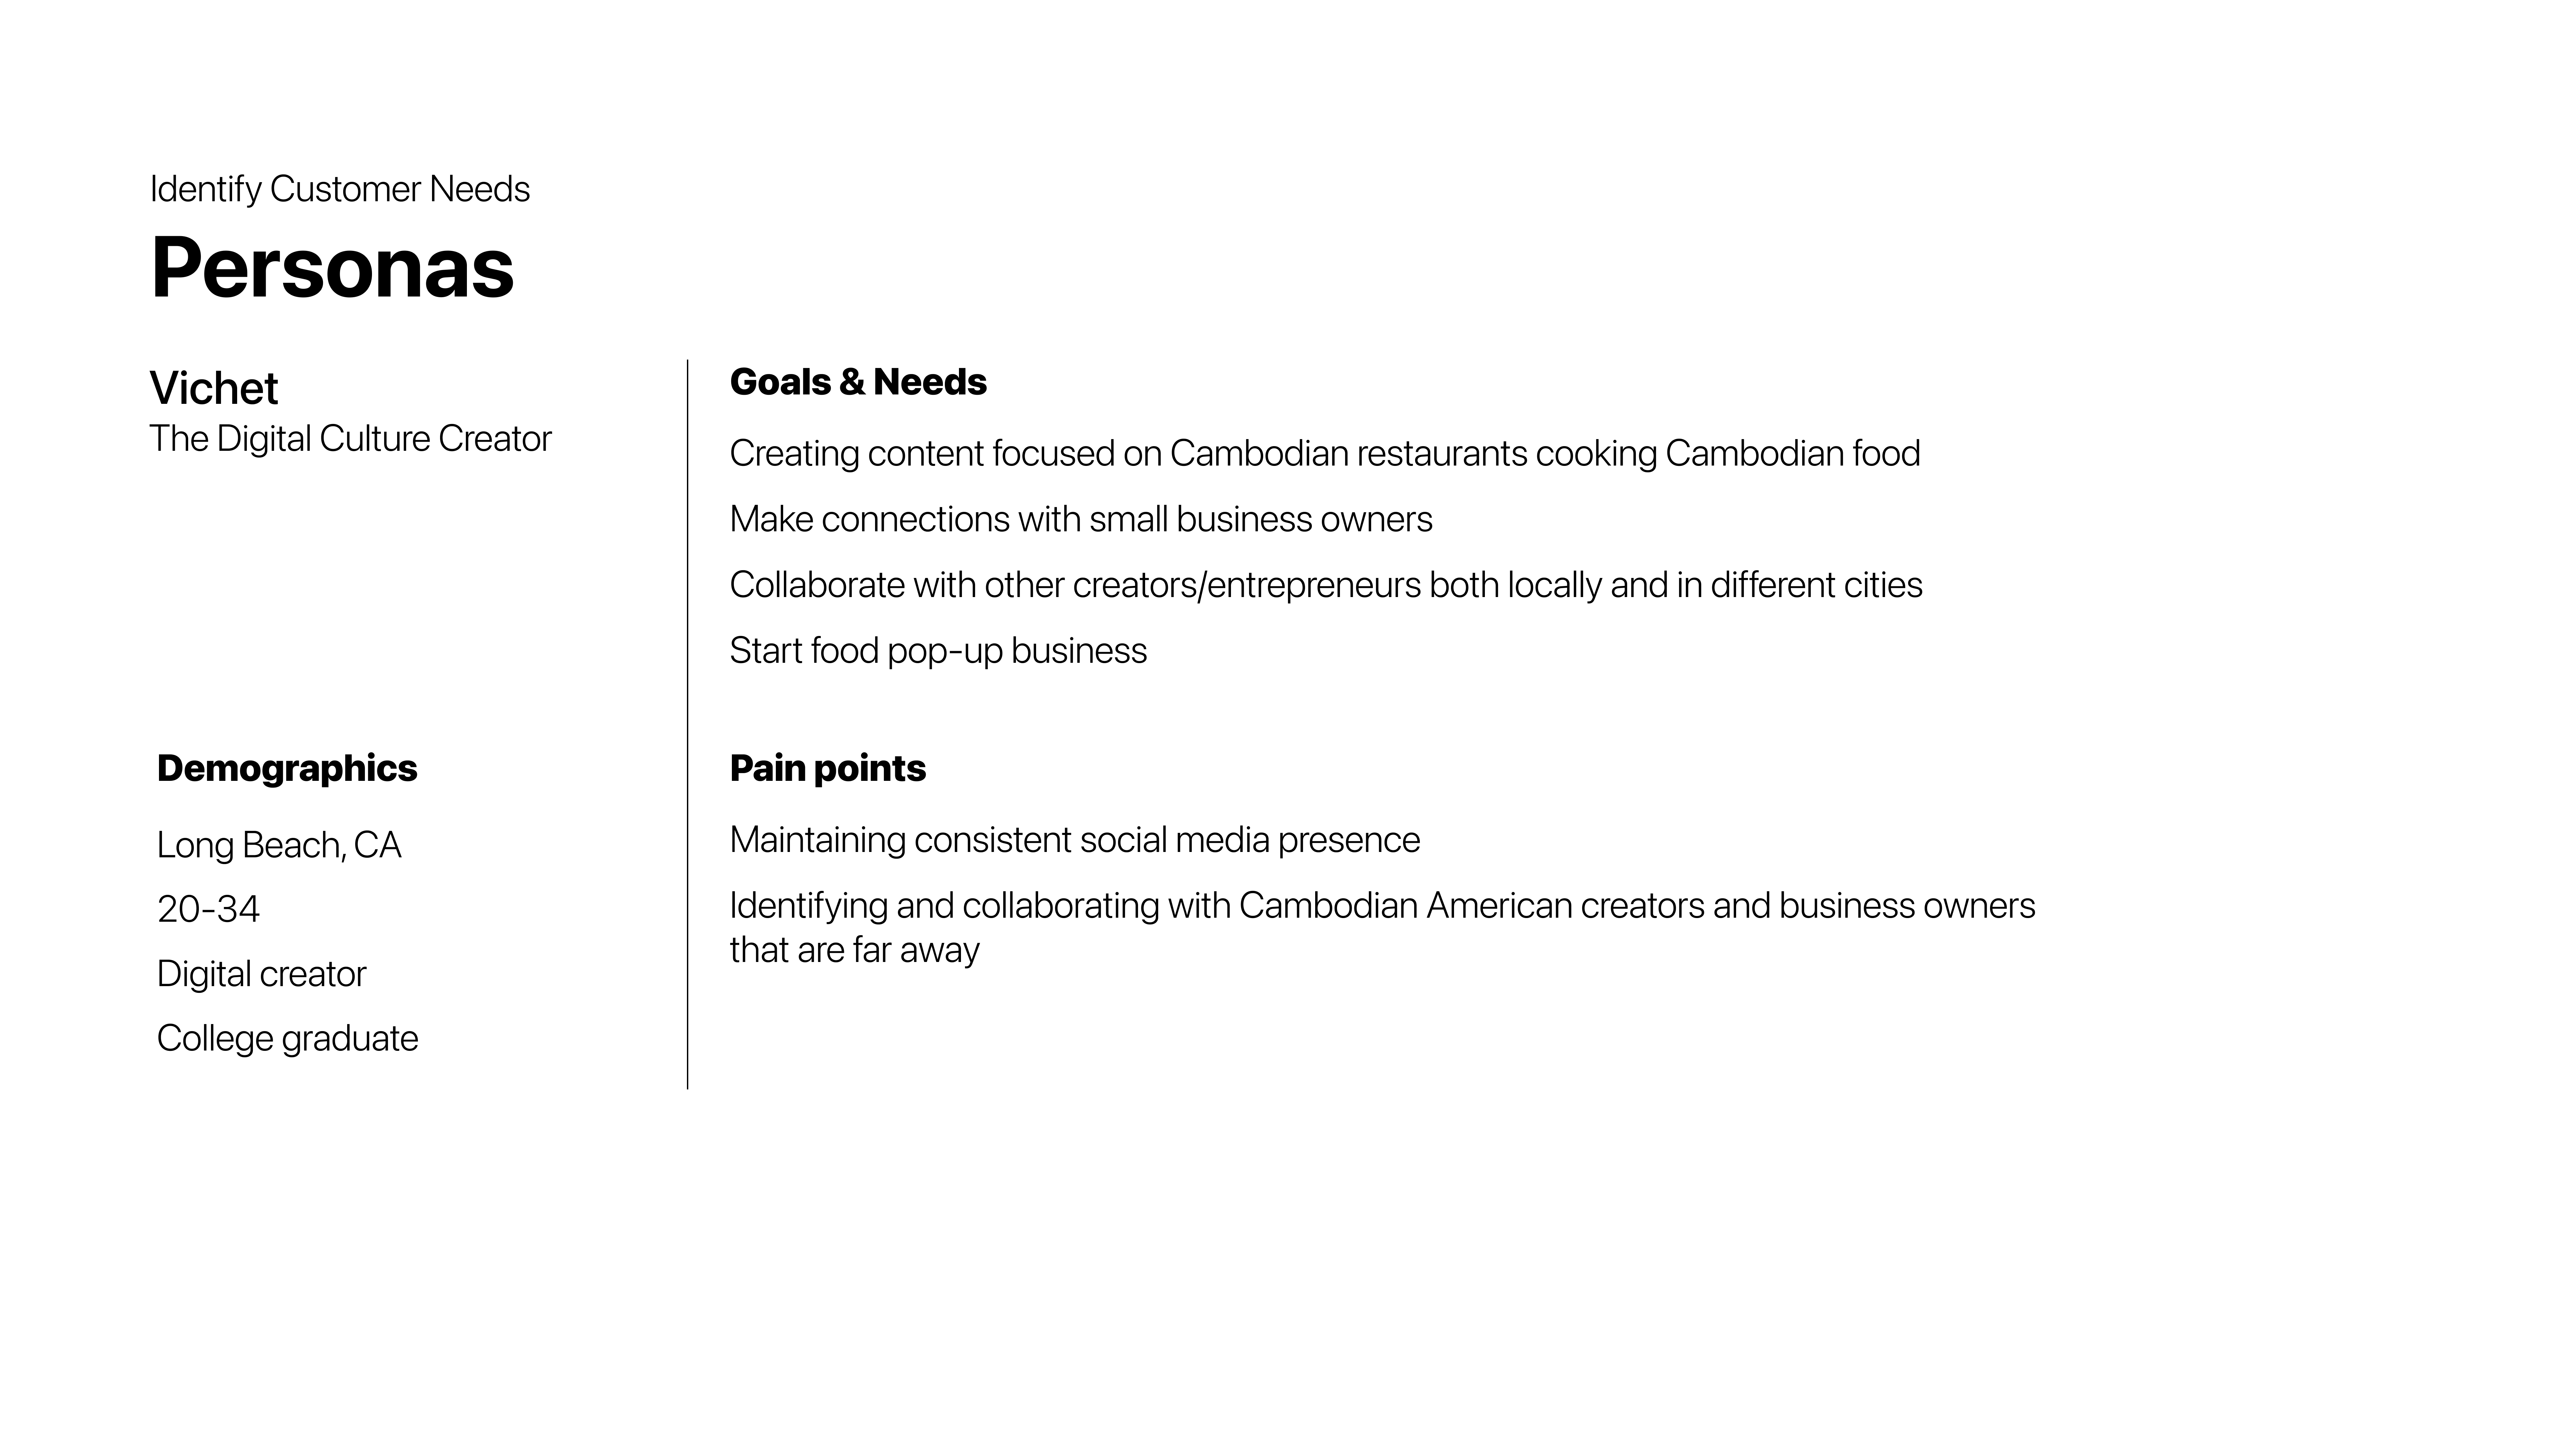 Identify Customer Needs
Personas
Vichet
The Digital Culture Creator
Demographics
Long Beach, CA
20-34
Digital creator
College graduate
Goals & Needs
Creating content focused on Cambodian restaurants cooking Cambodian food
Make connections with small business owners
Collaborate with other creators/entrepreneurs both locally and in different cities
Start food pop-up business
Pain points
Maintaining consistent social media presence
Identifying and collaborating with Cambodian American creators and business owners
that are far away